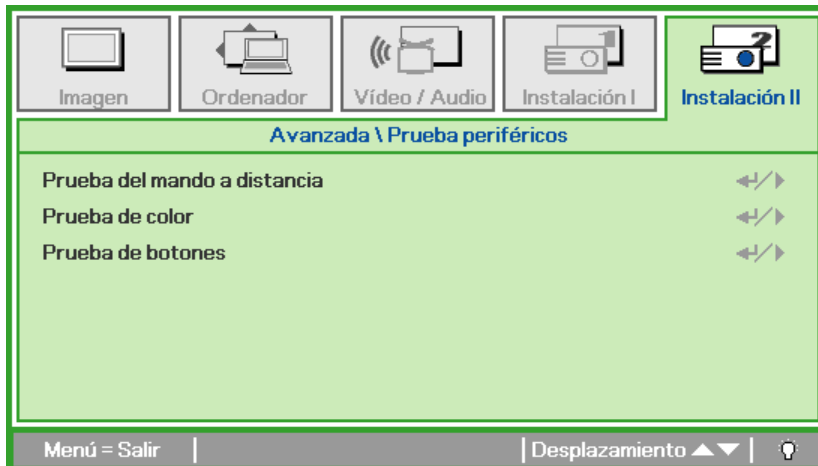 Imagen Ordenador Vídeo / Audio Instalación I Instalación II
Avanzada \ Prueba periféricos
Prueba del mando a distancia
Prueba de color
Prueba de botones
Menú = Salir Desplazamiento